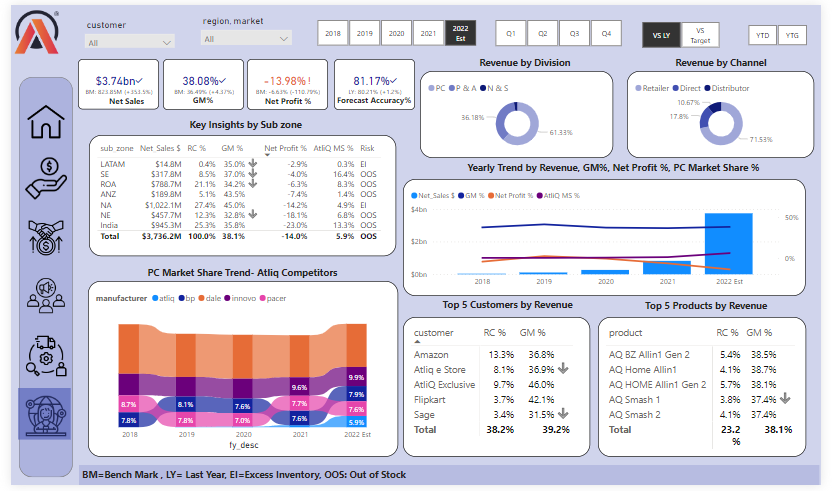 customer
All
region, market
All
2018 2019 2020 2021 2022 Est
Q1 Q2 Q3 Q4
VS LY
VS Target
YTD YTG
$3.74bn✓
BM: 823.85M (+353.5%)
Net Sales
38.08%✓
BM: 36.49% (+4.37%)
GM%
-13.98%!
BM: -6.63% (-110.79%)
Net Profit %
81.17%✓
LY: 80.21% (+1.2%)
Forecast Accuracy%
Revenue by Division
PC P & A N & S
36.18%
61.33%
Revenue by Channel
Retailer Direct Distributor
10.67%
17.8%
71.53%
Key Insights by Sub zone
sub_zone Net Sales $ RC % GM % Net Profit % AtliQ MS % Risk
LATAM $14.8M 0.4% 35.0% -2.9% 0.3% EI
SE $317.8M 8.5% 37.0% -4.0% 16.4% OOS
ROA $788.7M 21.1% 34.2% -6.3% 8.3% OOS
ANZ $189.8M 5.1% 43.5% -7.4% 1.4% OOS
NA $1,022.1M 27.4% 45.0% -14.2% 4.9% EI
NE $457.7M 12.3% 32.8% -18.1% 6.8% OOS
India $945.3M 25.3% 35.8% -23.0% 13.3% OOS
Total $3,736.2M 100.0% 38.1% -14.0% 5.9% OOS
Yearly Trend by Revenue, GM%, Net Profit %, PC Market Share %
Net_Sales $ GM % Net Profit % AtliQ MS %
$4bn
$2bn
$0bn
50%
0%
2018 2019 2020 2021 2022 Est
PC Market Share Trend- Atliq Competitors
manufacturer atliq bp dale innovo pacer
8.7%
7.8%
8.1%
7.8%
7.6%
7.0%
9.6%
7.7%
7.6%
9.9%
7.9%
7.6%
5.9%
2018 2019 2020 2021 2022 Est
fy_desc
Top 5 Customers by Revenue
customer RC % GM %
Amazon 13.3% 36.8%
Atliq e Store 8.1% 36.9%
AtliQ Exclusive 9.7% 46.0%
Flipkart 3.7% 42.1%
Sage 3.4% 31.5%
Total 38.2% 39.2%
Top 5 Products by Revenue
product RC % GM %
AQ BZ Allin1 Gen 2 5.4% 38.5%
AQ Home Allin1 4.1% 38.7%
AQ HOME Allin1 Gen 2 5.7% 38.1%
AQ Smash 1 3.8% 37.4%
AQ Smash 2 4.1% 37.4%
Total 23.2 % 38.1%
BM=Bench Mark , LY= Last Year, EI=Excess Inventory, OOS: Out of Stock